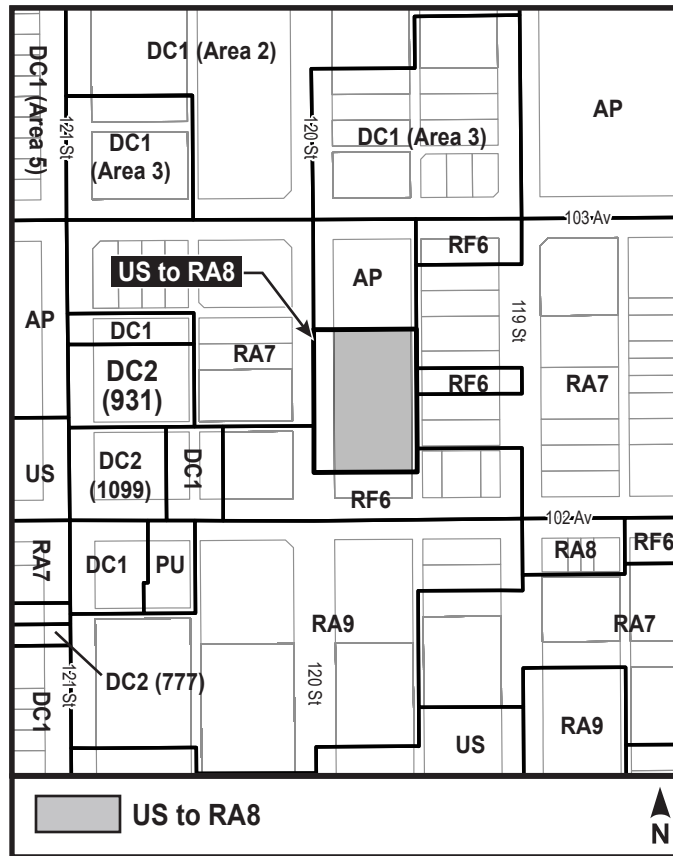 DC1 (Area 2)
DC1 (Area 5)
121 St
DC1
(Area 3)
120 St
DC1 (Area 3)
AP
103 Av
RF6
US to RA8
AP
AP
DC1
RA7
119 St
DC2
(931)
RF6
RA7
US
DC2
(1099)
DC1
RF6
102 Av
RA7
DC1
PU
RA8
RF6
RA9
RA7
120 St
121 St
DC2 (777)
DC1
US
RA9
US to RA8
N